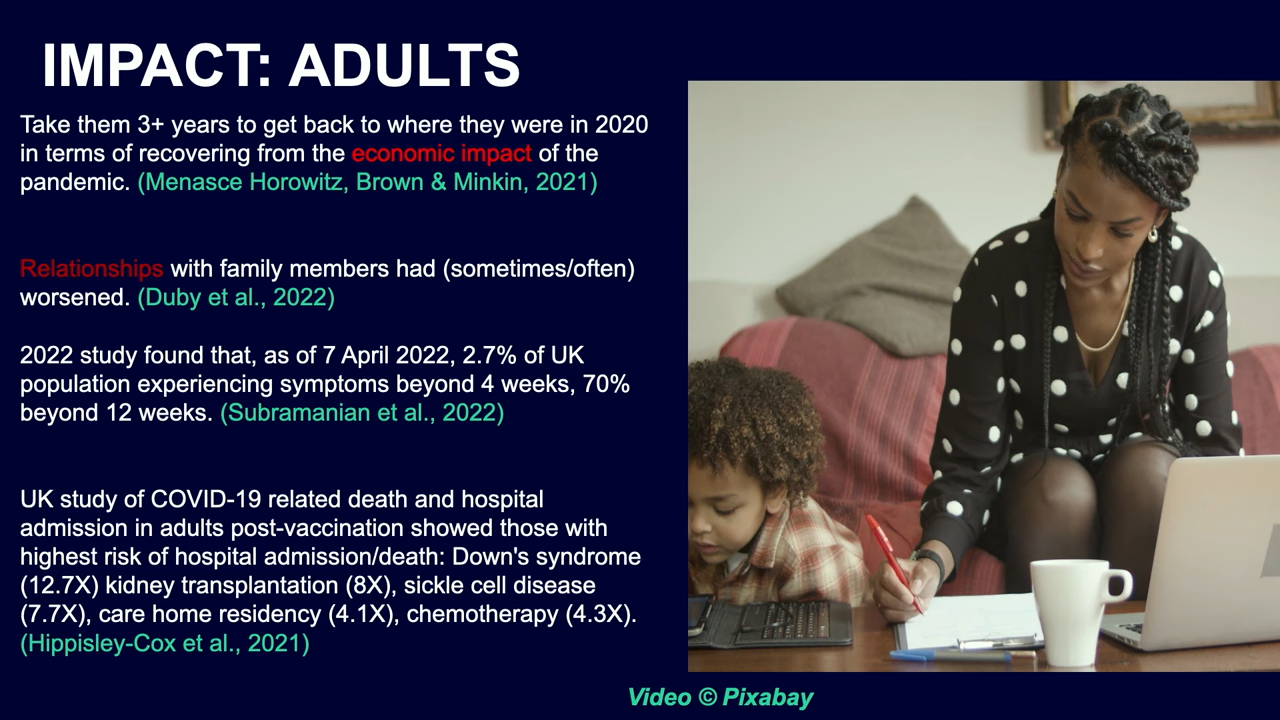 IMPACT: ADULTS
Take them 3+ years to get back to where they were in 2020
in terms of recovering from the economic impact of the
pandemic. (Menasce Horowitz, Brown & Minkin, 2021)
Relationships with family members had (sometimes/often)
worsened. (Duby et al., 2022)
2022 study found that, as of 7 April 2022, 2.7% of UK
population experiencing symptoms beyond 4 weeks, 70%
beyond 12 weeks. (Subramanian et al., 2022)
UK study of COVID-19 related death and hospital
admission in adults post-vaccination showed those with
highest risk of hospital admission/death: Down's syndrome
(12.7X) kidney transplantation (8X), sickle cell disease
(7.7X), care home residency (4.1X), chemotherapy (4.3X).
(Hippisley-Cox et al., 2021)
Video © Pixabay